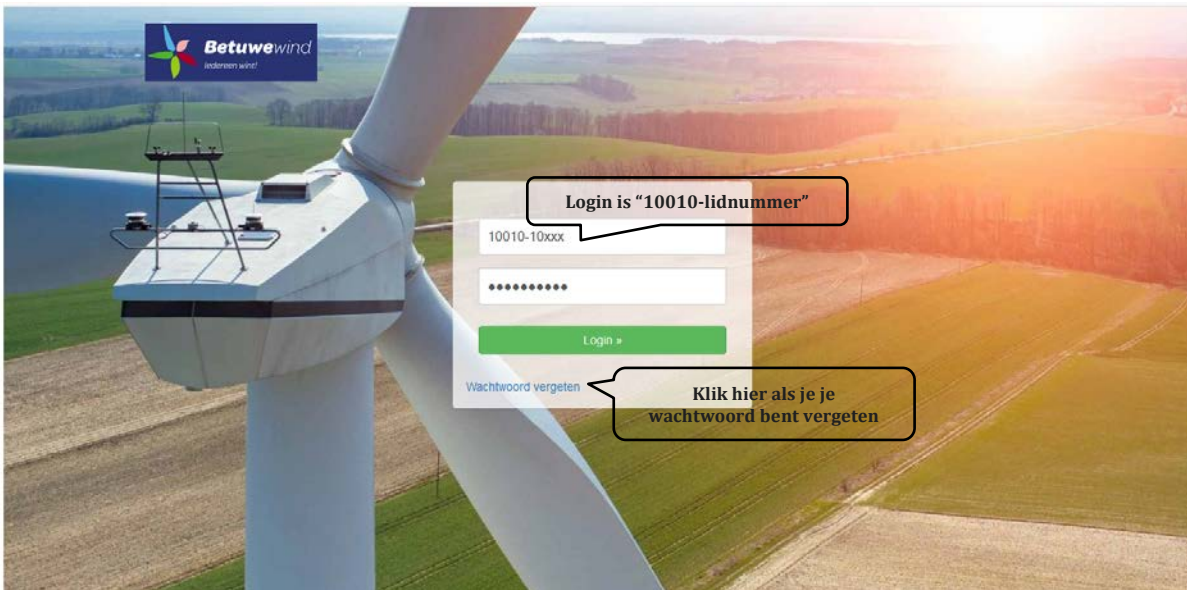 Betuwewind
Iedereen wint!
Login is “10010-lidnummer”
10010-10xxx
••••••••••
Login »
Wachtwoord vergeten
Klik hier als je je
wachtwoord bent vergeten